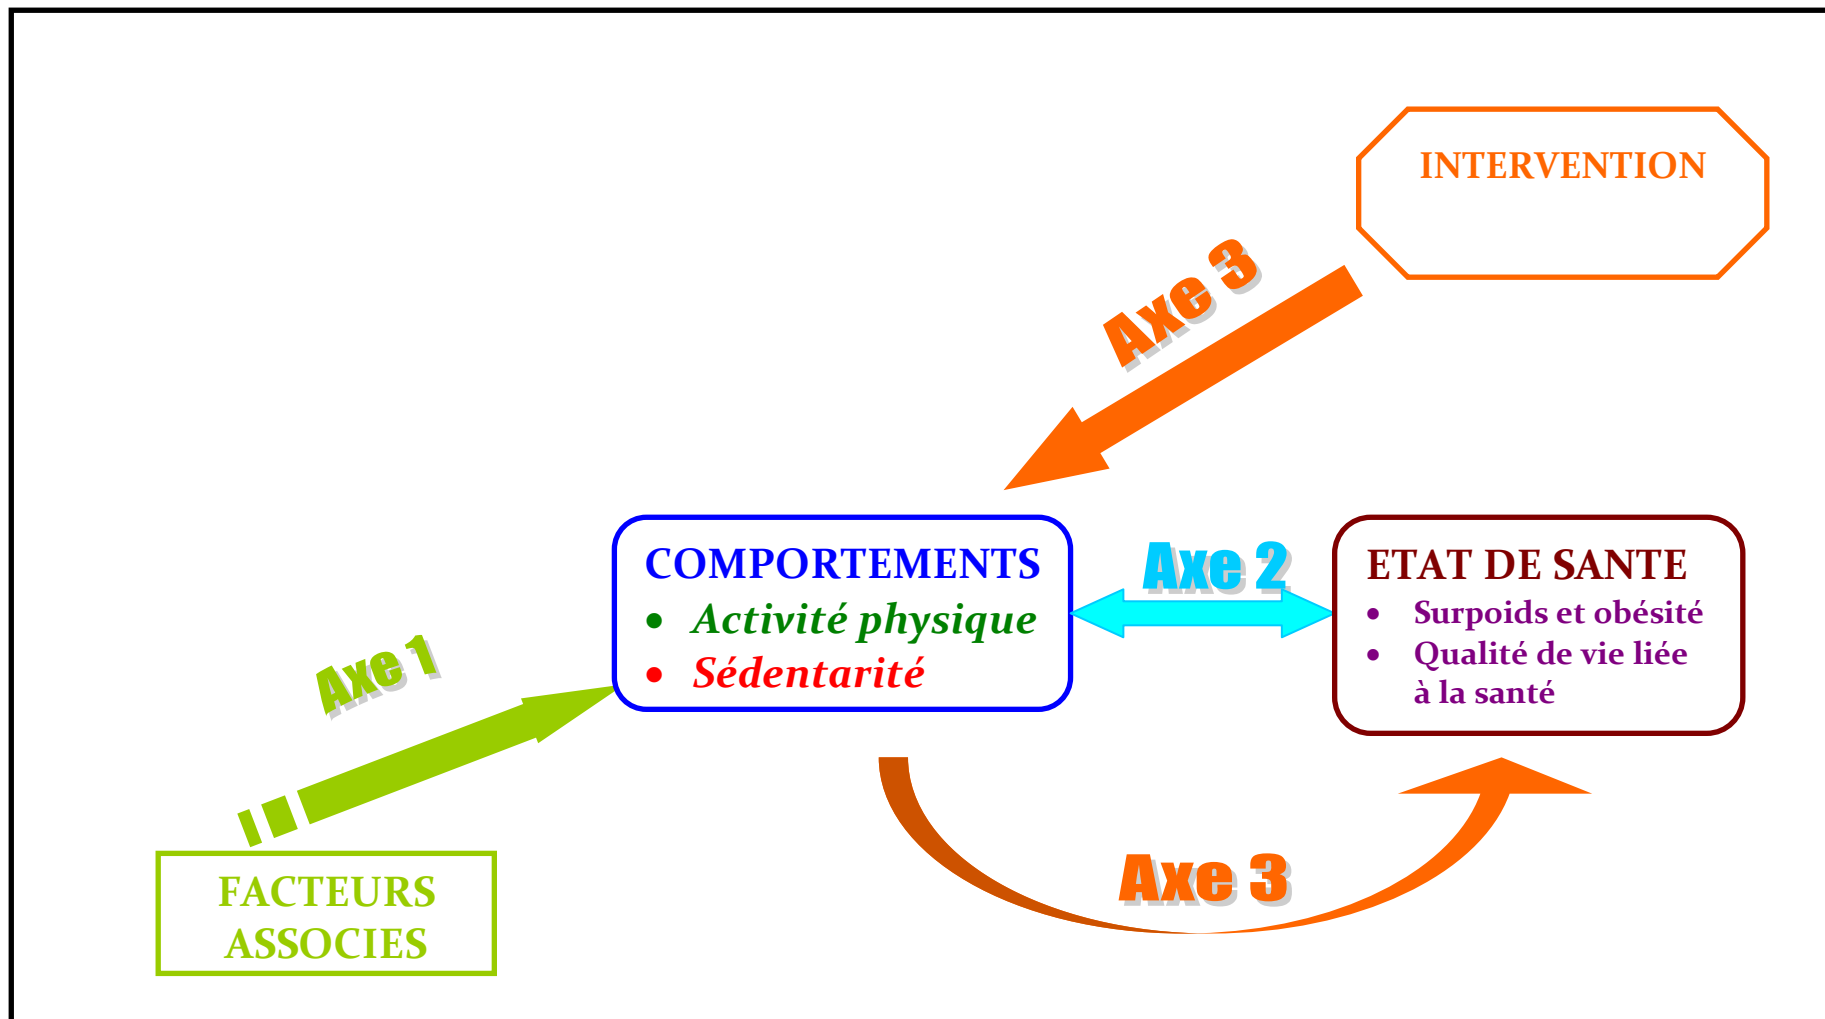 INTERVENTION
Axe 3
COMPORTEMENTS
• Activité physique
• Sédentarité
Axe 2
ETAT DE SANTE
• Surpoids et obésité
• Qualité de vie liée
à la santé
Axe 1
Axe 3
FACTEURS
ASSOCIES